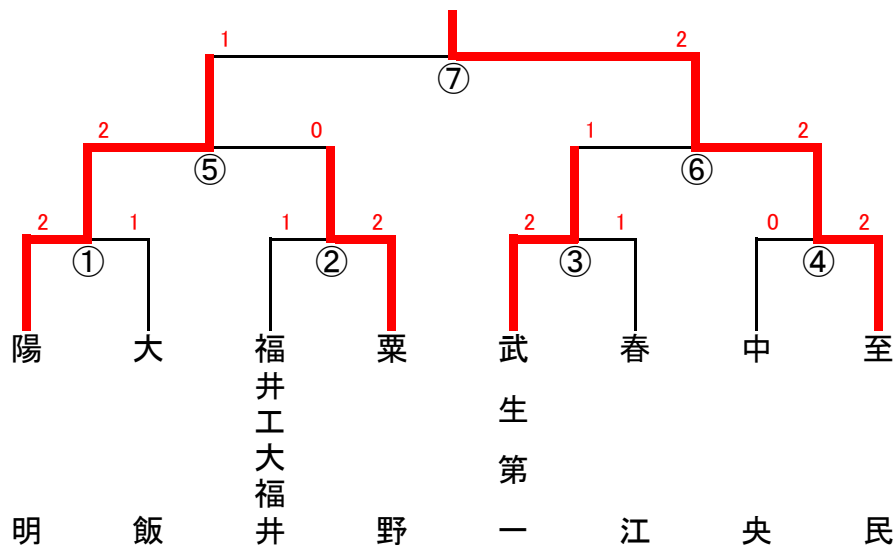 1 2
⑦
2 0 1 2
⑤ ⑥
2 1 1 2 2 1 0 2
① ② ③ ④
陽明
大飯
福井工大福井
粟野
武生第一
春江
中央
至民